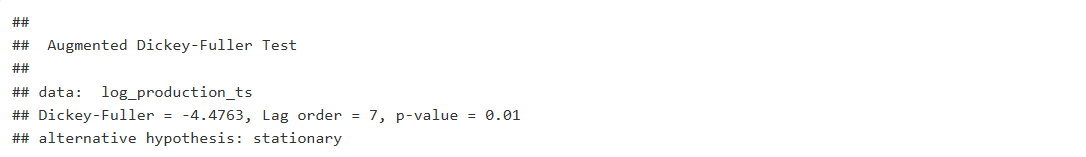 ##
##  Augmented Dickey-Fuller Test
##
## data:  log_production_ts
## Dickey-Fuller = -4.4763, Lag order = 7, p-value = 0.01
## alternative hypothesis: stationary